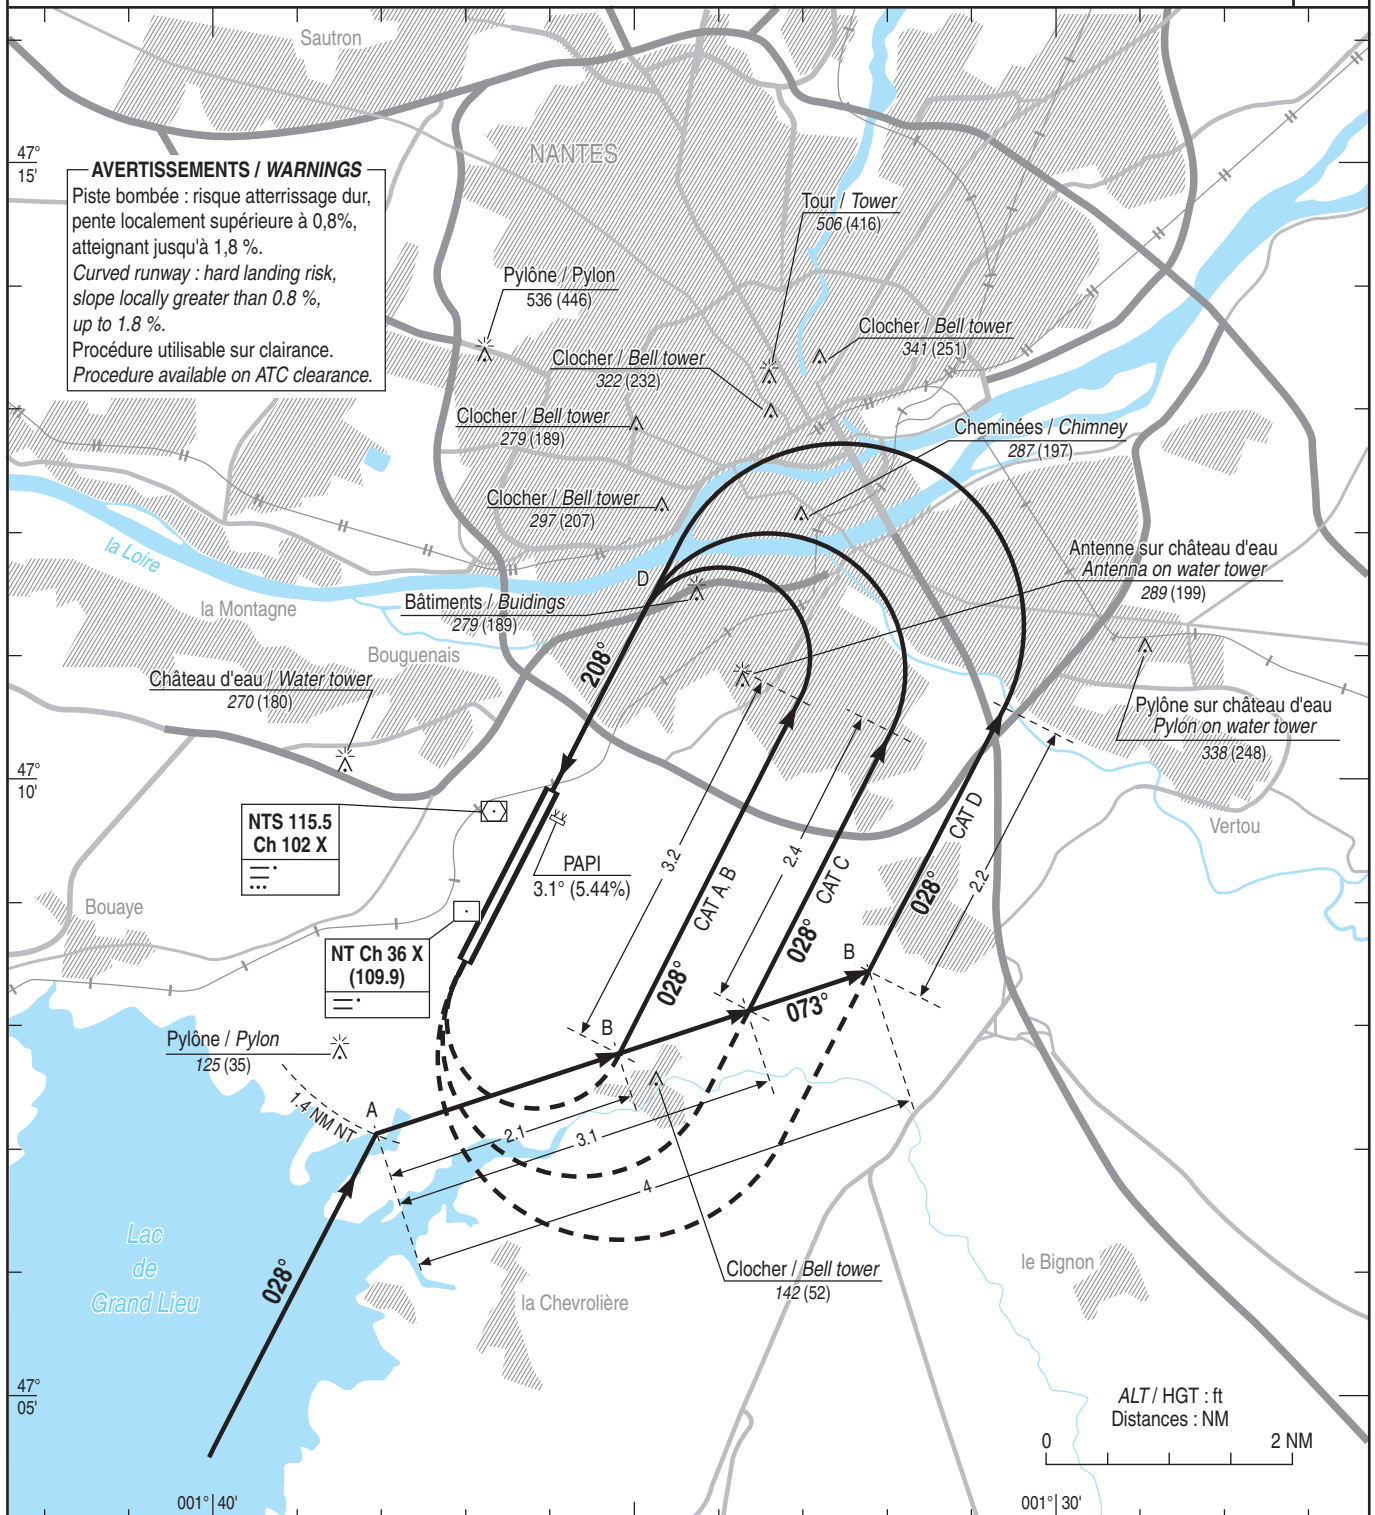 Sautron
47°
15'
AVERTISSEMENTS / WARNINGS
Piste bombée : risque atterrissage dur,
pente locallement supérieure à 0,8%,
atteignant jusqu'à 1,8 %.
Curved runway : hard landing risk,
slope locally greater than 0.8 %,
up to 1.8 %.
Procédure utilisable sur clairance.
Procedure available on ATC clearance.
NANTES
Tour / Tower
506 (416)
Pylône / Pylon
536 (446)
Clocher / Bell tower
341 (251)
Clocher / Bell tower
322 (232)
Clocher / Bell tower
279 (189)
Cheminées / Chimney
287 (197)
Clocher / Bell tower
297 (207)
la Loire
Antenne sur château d'eau
Antenna on water tower
289 (199)
D
Bâtiments / Buidings
279 (189)
la Montagne
Bouguenais
208°
Château d'eau / Water tower
270 (180)
Pylône sur château d'eau
Pylon on water tower
338 (248)
47°
10'
NTS 115.5
Ch 102 X
PAPI
3.1° (5.44%)
3.2
CAT A, B
028°
2.4
CAT C
028°
CAT D
028°
2.2
Vertou
Bouaye
NT Ch 36 X
(109.9)
B
B
073°
Pylône / Pylon
125 (35)
1.4 NM NT
A
2.1
3.1
4
028°
Lac
de
Grand Lieu
la Chevrolière
Clocher / Bell tower
142 (52)
le Bignon
47°
05'
ALT / HGT : ft
Distances : NM
0 2 NM
001° 40'
001° 30'